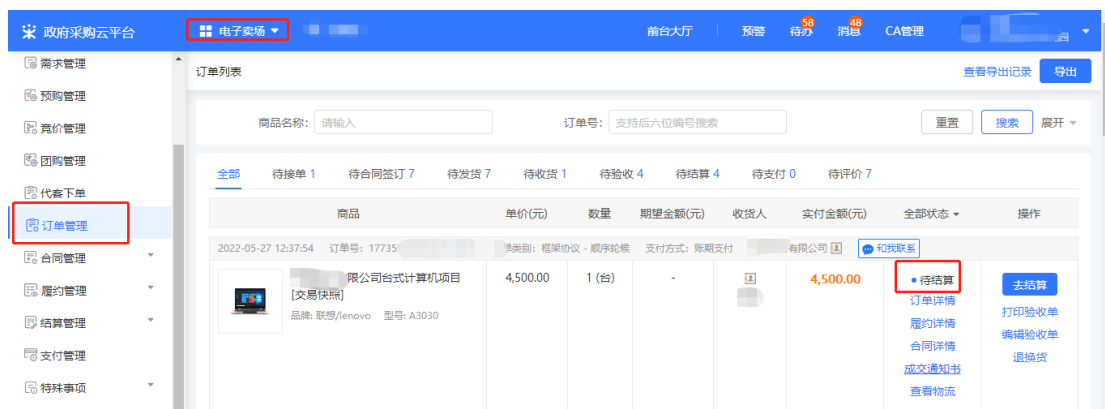 政府采购云平台
电子卖场
前台大厅
预警
待办
58
消息
48
CA管理
需求管理
预购管理
竞价管理
团购管理
代客下单
订单管理
合同管理
履约管理
结算管理
支付管理
特殊事项
订单列表
查看导出记录
导出
商品名称： 请输入
订单号： 支持后六位编号搜索
重置
搜索
展开
全部 待接单 1 待合同签订 7 待发货 7 待收货 1 待验收 4 待结算 4 待支付 0 待评价 7
商品 单价(元) 数量 期望金额(元) 收货人 实付金额(元) 全部状态 操作
2022-05-27 12:37:54 订单号：17735 类别：框架协议 - 顺序轮候 支付方式：账期支付 有限公司 和我联系
限公司台式计算机项目 4,500.00 1 (台) - 4,500.00
[交易快照]
品牌: 联想/lenovo 型号: A3030
待结算
订单详情
履约详情
合同详情
成交通知书
查看物流
去结算
打印验收单
编辑验收单
退换货